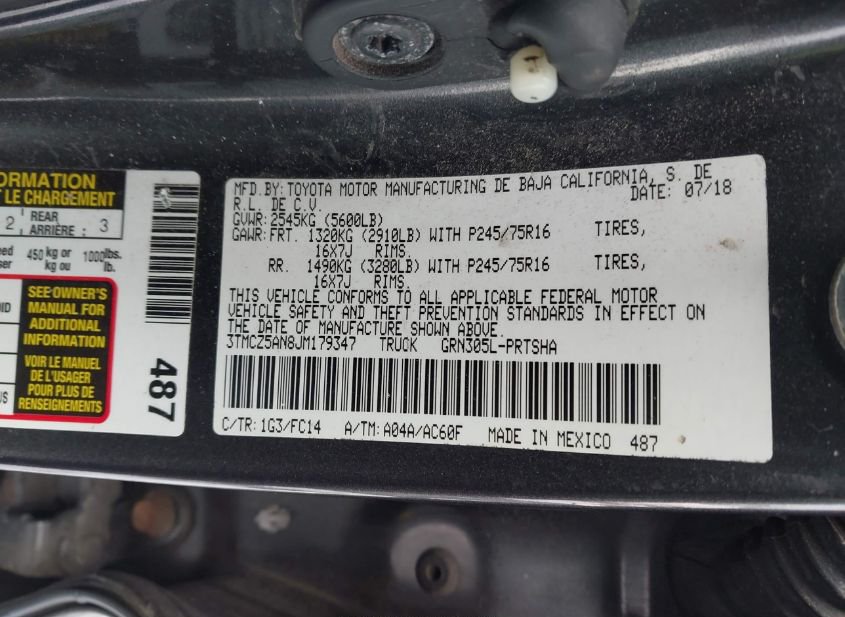 ORMATION
LE CHARGEMENT
2 REAR ARRIÈRE : 3
450 kg or kg ou 1000 lbs. lb.
SEE OWNER'S
MANUAL FOR
ADDITIONAL
INFORMATION
VOIR LE MANUEL
DE L'USAGER
POUR PLUS DE
RENSEIGNEMENTS
487
MFD.BY:TOYOTA MOTOR MANUFACTURING DE BAJA CALIFORNIA, S. DE
R.L. DE C.V. DATE: 07/18
GVWR:2545KG (5600LB)
GAWR:FRT. 1320KG (2910LB) WITH P245/75R16 TIRES,
16X7J RIMS.
RR. 1490KG (3280LB) WITH P245/75R16 TIRES,
16X7J RIMS.
THIS VEHICLE CONFORMS TO ALL APPLICABLE FEDERAL MOTOR
VEHICLE SAFETY AND THEFT PREVENTION STANDARDS IN EFFECT ON
THE DATE OF MANUFACTURE SHOWN ABOVE.
3TMCZ5AN8JM179347 TRUCK GRN305L-PRTSHA
C/TR:1G3/FC14 A/TM:A04A/AC60F MADE IN MEXICO 487